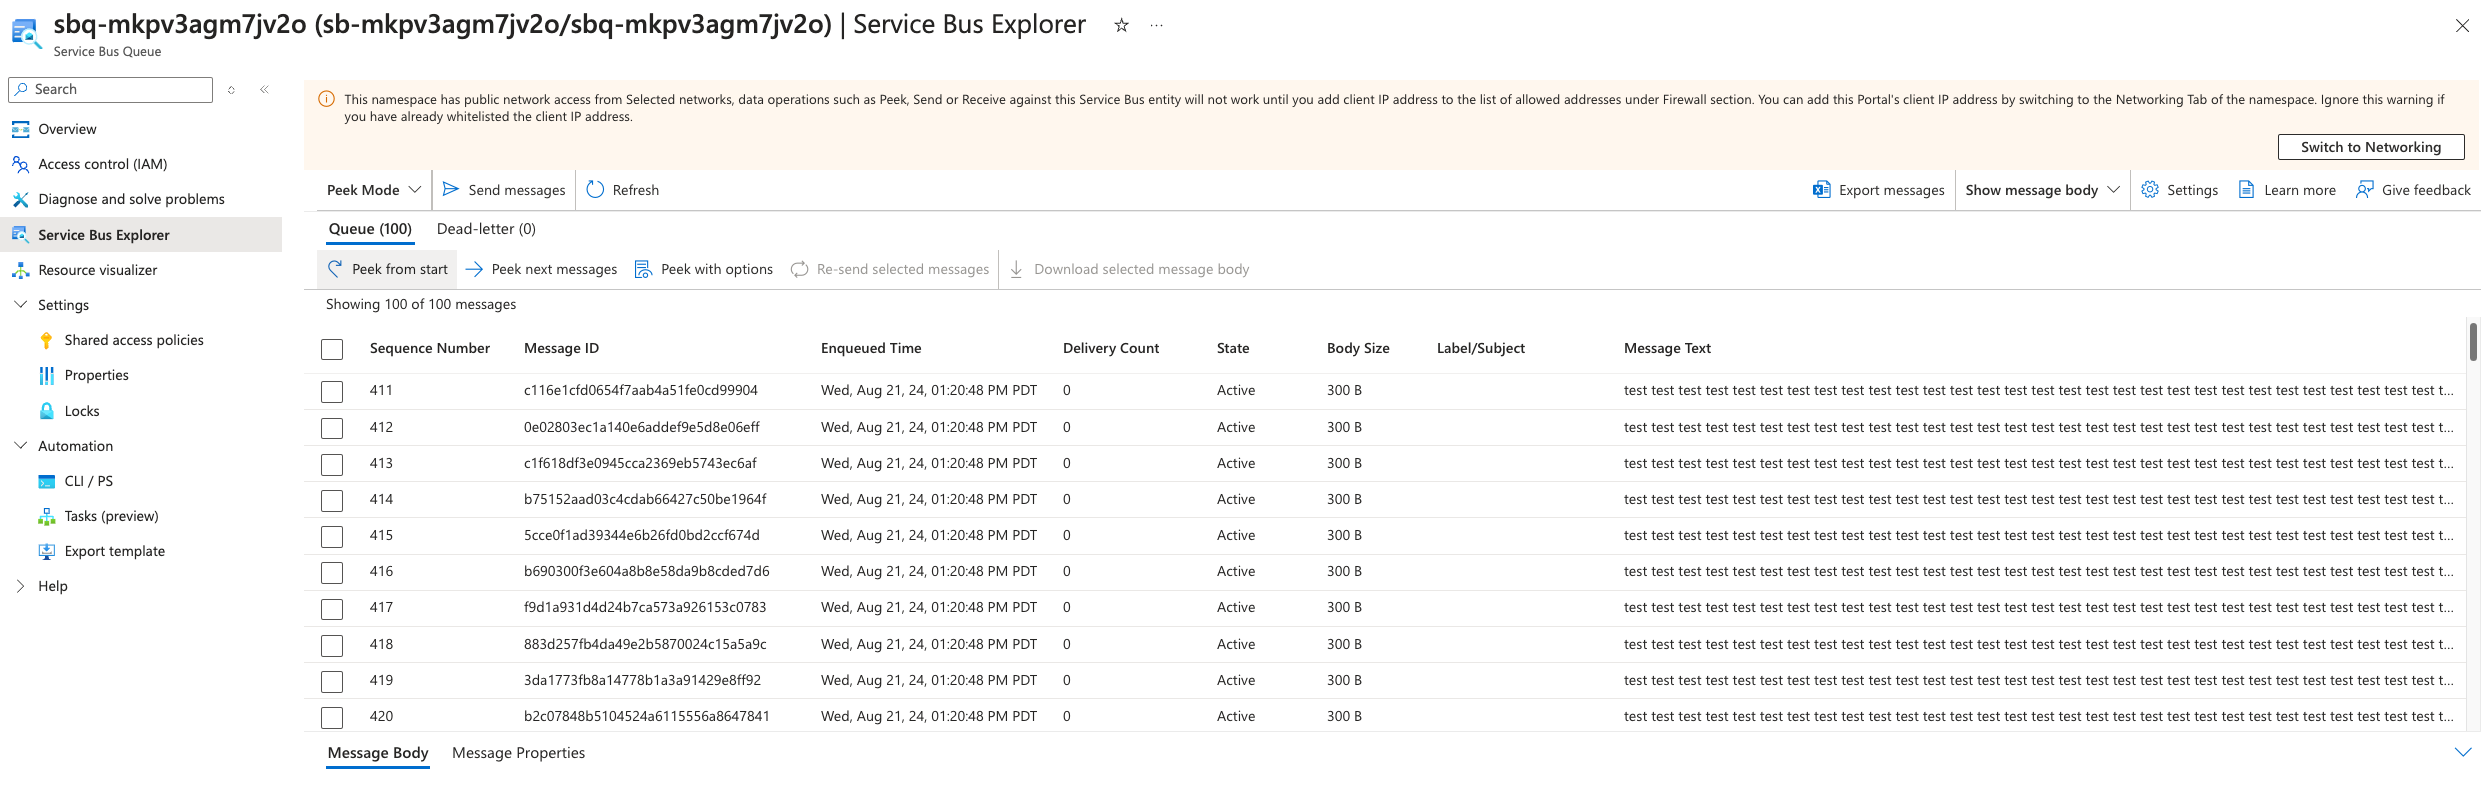 sbq-mkpv3agm7jv2o (sb-mkpv3agm7jv2o/sbq-mkpv3agm7jv2o) | Service Bus Explorer
Service Bus Queue
Search
Overview
Access control (IAM)
Diagnose and solve problems
Service Bus Explorer
Resource visualizer
Settings
Shared access policies
Properties
Locks
Automation
CLI / PS
Tasks (preview)
Export template
Help
This namespace has public network access from Selected networks, data operations such as Peek, Send or Receive against this Service Bus entity will not work until you add client IP address to the list of allowed addresses under Firewall section. You can add this Portal's client IP address by switching to the Networking Tab of the namespace. Ignore this warning if
you have already whitelisted the client IP address.
Switch to Networking
Peek Mode Send messages Refresh Export messages Show message body Settings Learn more Give feedback
Queue (100) Dead-letter (0)
Peek from start Peek next messages Peek with options Re-send selected messages Download selected message body
Showing 100 of 100 messages
Sequence Number Message ID Enqueued Time Delivery Count State Body Size Label/Subject Message Text
411 c116e1cfd0654f7aab4a51fe0cd99904 Wed, Aug 21, 24, 01:20:48 PM PDT 0 Active 300 B test test test test test test test test test test test test test test test test test test test test test test test test test test test test test test t...
412 0e02803ec1a140e6addef9e5d8e06eff Wed, Aug 21, 24, 01:20:48 PM PDT 0 Active 300 B test test test test test test test test test test test test test test test test test test test test test test test test test test test test test test t...
413 c1f618df3e0945cca2369eb5743ec6af Wed, Aug 21, 24, 01:20:48 PM PDT 0 Active 300 B test test test test test test test test test test test test test test test test test test test test test test test test test test test test test test t...
414 b75152aad03c4cdab66427c50be1964f Wed, Aug 21, 24, 01:20:48 PM PDT 0 Active 300 B test test test test test test test test test test test test test test test test test test test test test test test test test test test test test test t...
415 5cce0f1ad39344e6b26fd0bd2ccf674d Wed, Aug 21, 24, 01:20:48 PM PDT 0 Active 300 B test test test test test test test test test test test test test test test test test test test test test test test test test test test test test test t...
416 b690300f3e604a8b8e58da9b8cded7d6 Wed, Aug 21, 24, 01:20:48 PM PDT 0 Active 300 B test test test test test test test test test test test test test test test test test test test test test test test test test test test test test test t...
417 f9d1a931d4d24b7ca573a926153c0783 Wed, Aug 21, 24, 01:20:48 PM PDT 0 Active 300 B test test test test test test test test test test test test test test test test test test test test test test test test test test test test test test t...
418 883d257fb4da49e2b5870024c15a5a9c Wed, Aug 21, 24, 01:20:48 PM PDT 0 Active 300 B test test test test test test test test test test test test test test test test test test test test test test test test test test test test test test t...
419 3da1773fb8a14778b1a3a91429e8ff92 Wed, Aug 21, 24, 01:20:48 PM PDT 0 Active 300 B test test test test test test test test test test test test test test test test test test test test test test test test test test test test test test t...
420 b2c07848b5104524a6115556a8647841 Wed, Aug 21, 24, 01:20:48 PM PDT 0 Active 300 B test test test test test test test test test test test test test test test test test test test test test test test test test test test test test test t...
Message Body Message Properties